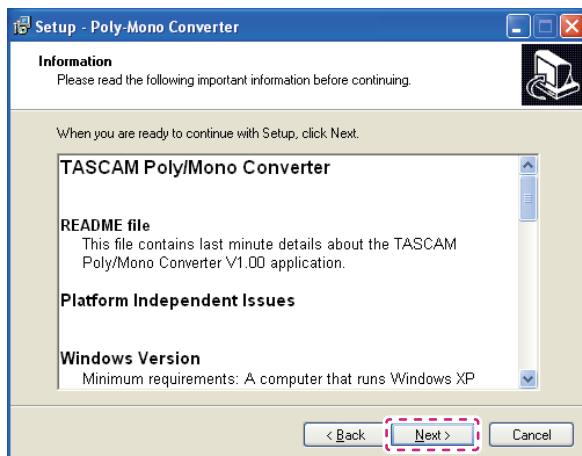 Setup - Poly-Mono Converter
Information
Please read the following important information before continuing.
When you are ready to continue with Setup, click Next.
TASCAM Poly/Mono Converter
README file
This file contains last minute details about the TASCAM
Poly/Mono Converter V1.00 application.
Platform Independent Issues
Windows Version
Minimum requirements: A computer that runs Windows XP
< Back
Next >
Cancel